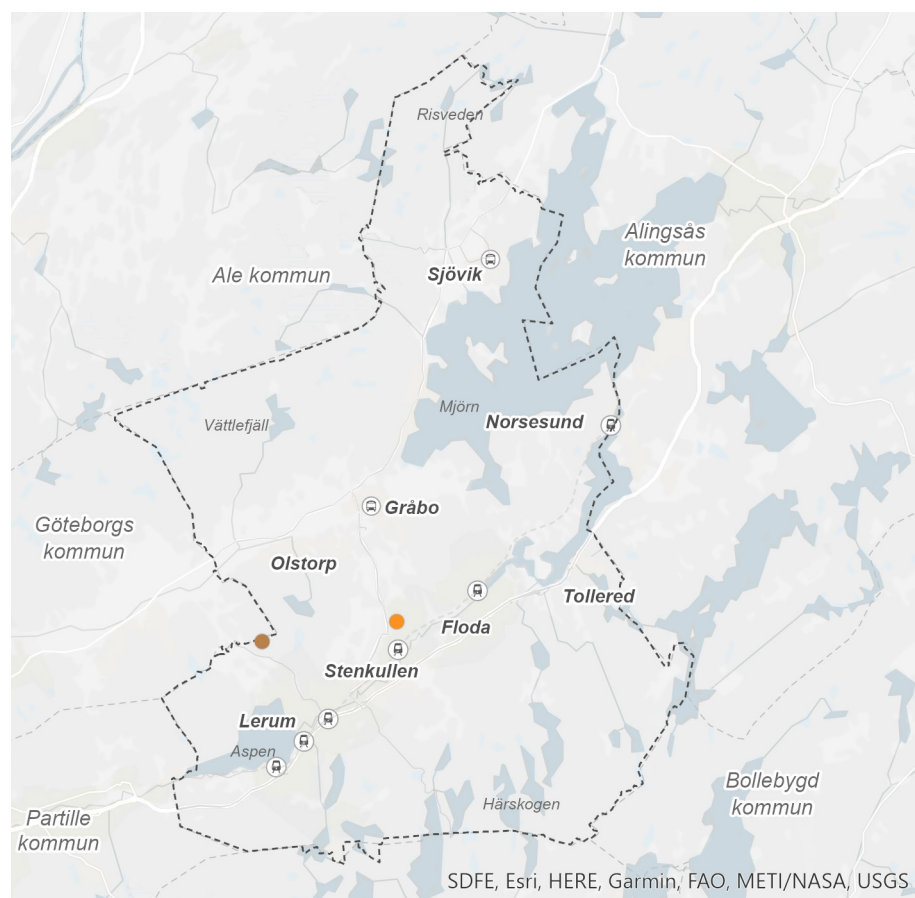 Risveden
Alingsås
kommun
Ale kommun
Sjövik
Mjörn
Norsesund
Vättlefjäll
Göteborgs
kommun
Gråbo
Olstorp
Tollered
Floda
Stenkullen
Lerum
Aspen
Bollebygd
kommun
Härskogen
Partille
kommun
SDFE, Esri, HERE, Garmin, FAO, METI/NASA, USGS